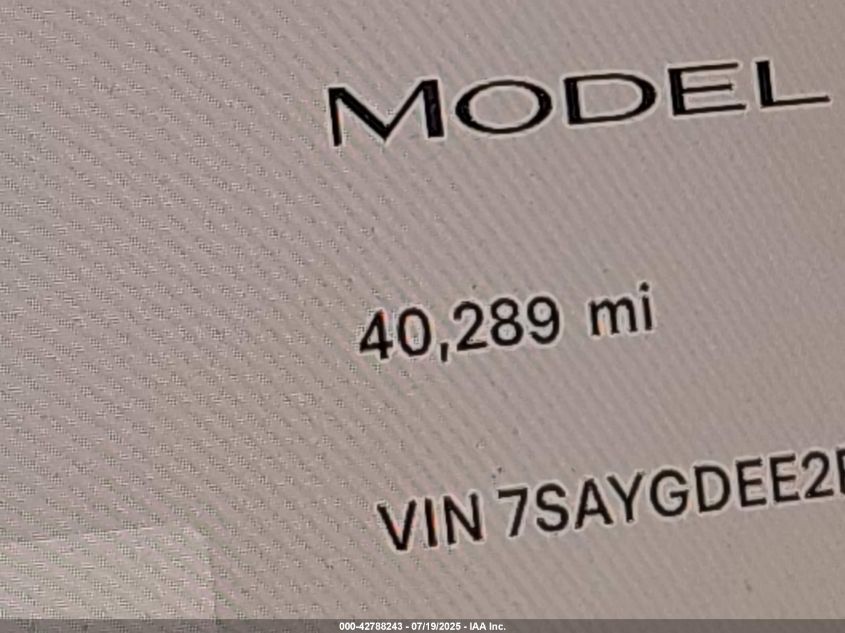 MODEL
40,289 mi
VIN 7SAYGDEE2
000-42788243 - 07/19/2025 - IAA Inc.